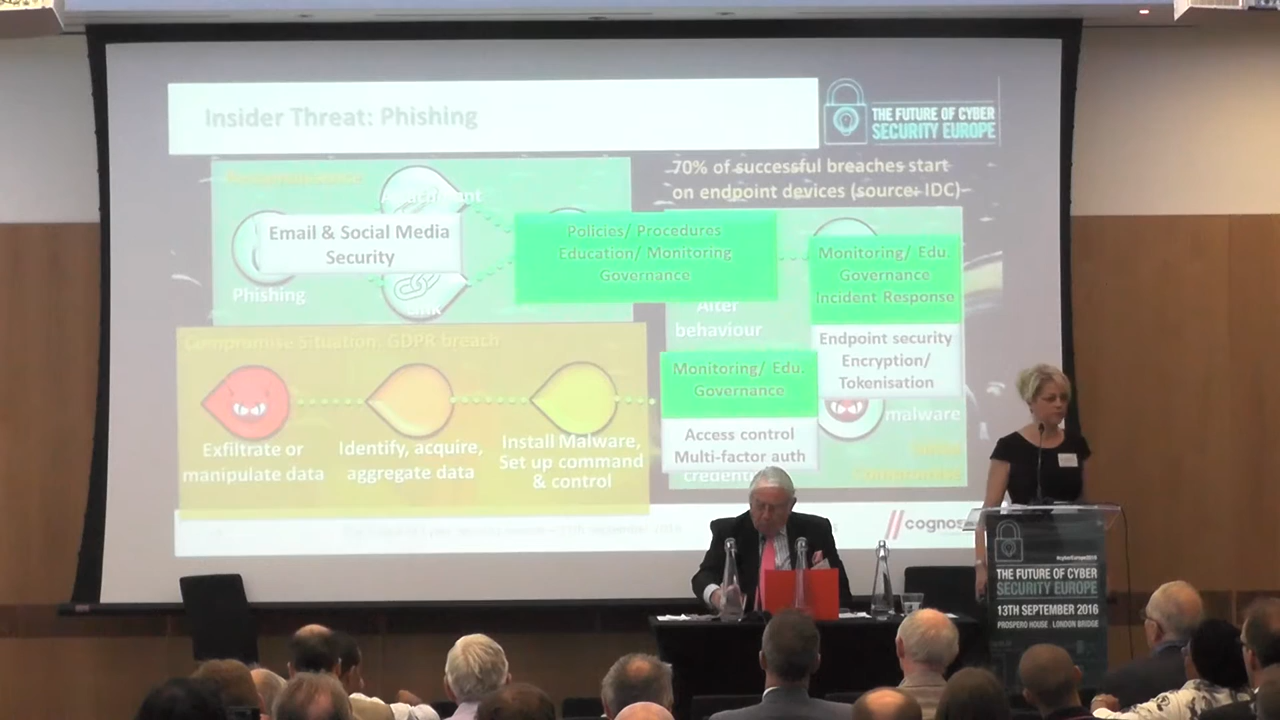 Insider Threat: Phishing
THE FUTURE OF CYBER
SECURITY EUROPE
70% of successful breaches start
on endpoint devices (source: IDC)
Email & Social Media
Security
Phishing
Policies/ Procedures
Education/ Monitoring
Governance
Monitoring/ Edu.
Governance
Incident Response
Endpoint security
Encryption/
Tokenisation
After
behaviour
malware
Monitoring/ Edu.
Governance
Access control
Multi-factor auth
Compromise Situation: GDPR breach
Exfiltrate or
manipulate data
Identify, acquire,
aggregate data
Install Malware,
Set up command
& control
cognos
THE FUTURE OF CYBER
SECURITY EUROPE
13TH SEPTEMBER 2016
PROSPERO HOUSE . LONDON BRIDGE